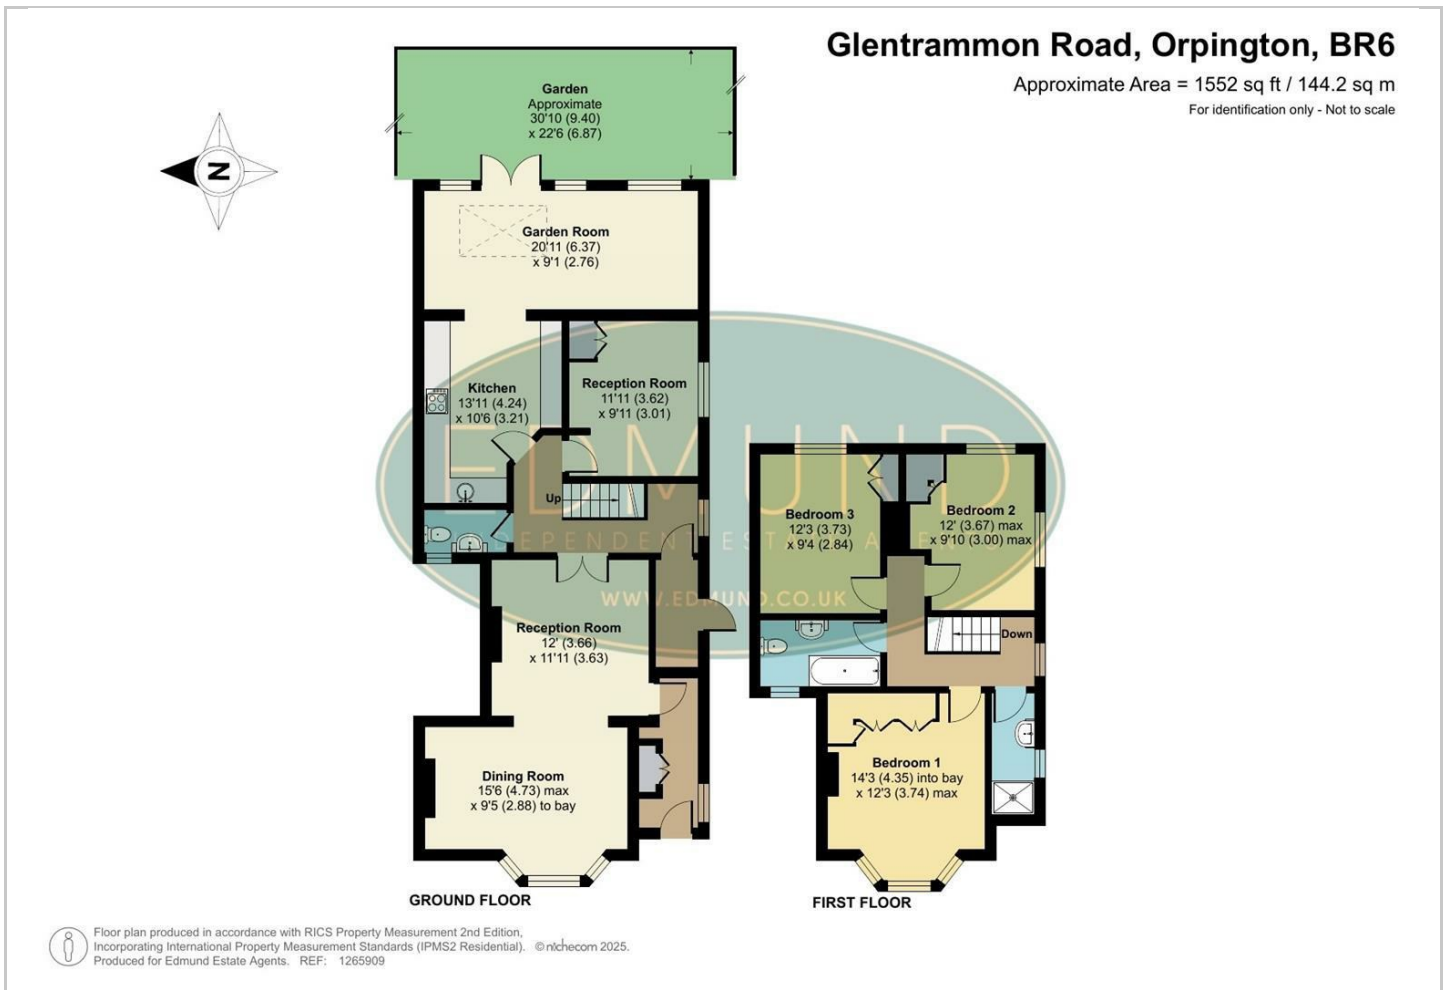 Glentrammon Road, Orpington, BR6
Approximate Area = 1552 sq ft / 144.2 sq m
For identification only - Not to scale
Garden
Approximate
30'10 (9.40)
x 22'6 (6.87)
N
Garden Room
20'11 (6.37)
x 9'1 (2.76)
Kitchen
13'11 (4.24)
x 10'6 (3.21)
Reception Room
11'11 (3.62)
x 9'11 (3.01)
EDMUND
INDEPENDENT ESTATE AGENTS
WWW.EDMUND.CO.UK
Up
Bedroom 3
12'3 (3.73)
x 9'4 (2.84)
Bedroom 2
12' (3.67) max
x 9'10 (3.00) max
Reception Room
12' (3.66)
x 11'11 (3.63)
Down
Dining Room
15'6 (4.73) max
x 9'5 (2.88) to bay
Bedroom 1
14'3 (4.35) into bay
x 12'3 (3.74) max
GROUND FLOOR
FIRST FLOOR
Floor plan produced in accordance with RICS Property Measurement 2nd Edition,
Incorporating International Property Measurement Standards (IPMS2 Residential). © nichecom 2025.
Produced for Edmund Estate Agents. REF: 1265909